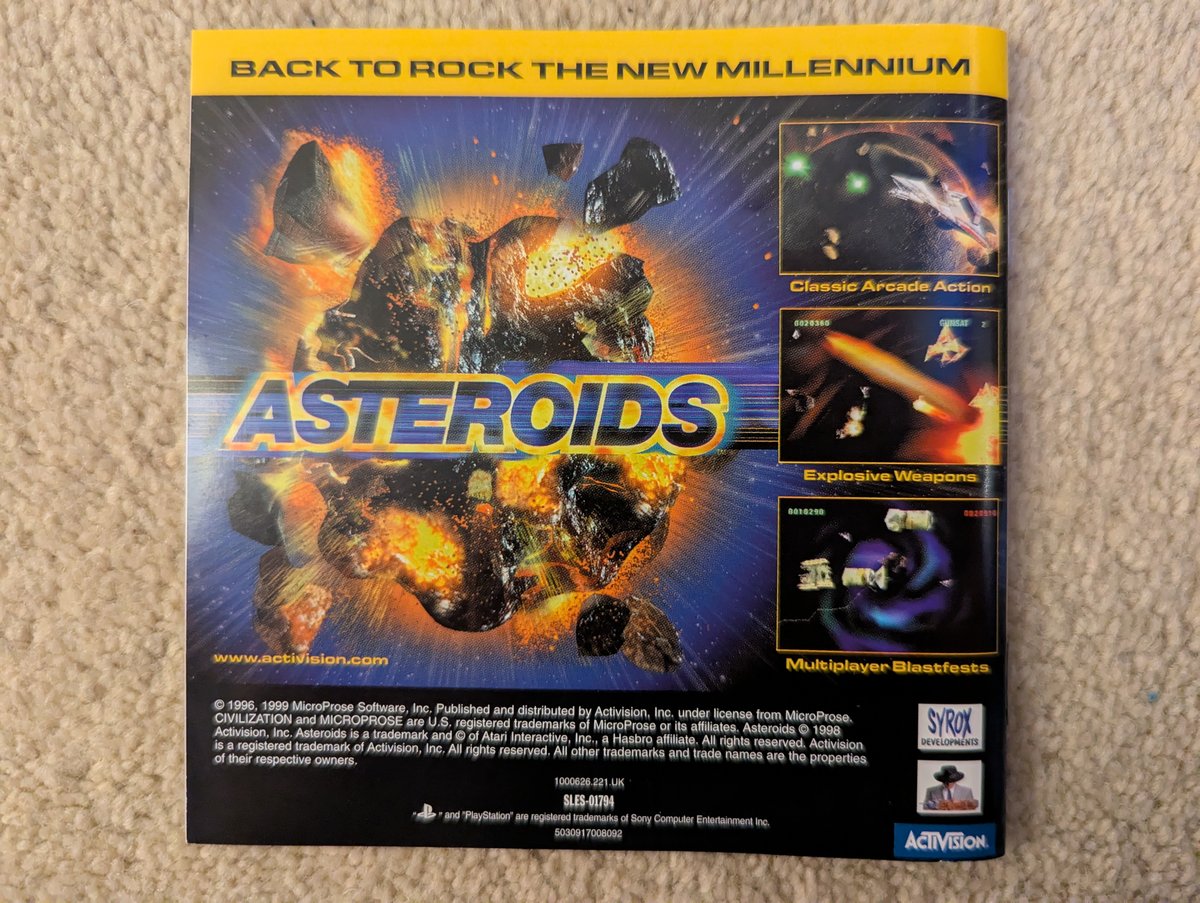 BACK TO ROCK THE NEW MILLENNIUM
Classic Arcade Action
0020360
GUNSAT 2
ASTEROIDS
Explosive Weapons
0010290
Multiplayer Blastfests
www.activision.com
© 1996, 1999 MicroProse Software, Inc. Published and distributed by Activision, Inc. under license from MicroProse.
CIVILIZATION and MICROPROSE are U.S. registered trademarks of MicroProse or its affiliates. Asteroids © 1998
Activision, Inc. Asteroids is a trademark and © of Atari Interactive, Inc., a Hasbro affiliate. All rights reserved. Activision
is a registered trademark of Activision, Inc. All rights reserved. All other trademarks and trade names are the properties
of their respective owners.
SYROX
DEVELOPMENTS
1000626.221.UK
SLES-01794
" " and "PlayStation" are registered trademarks of Sony Computer Entertainment Inc.
5030917008092
ACTIVISION.